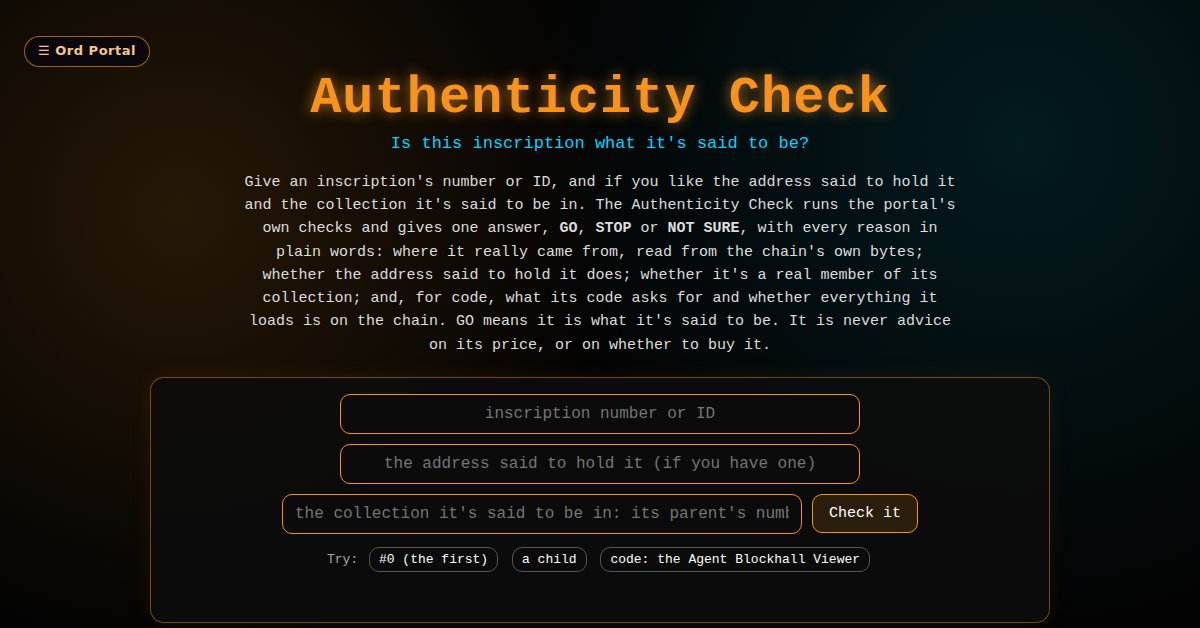 ☰ Ord Portal
Authenticity Check
Is this inscription what it's said to be?
Give an inscription's number or ID, and if you like the address said to hold it
and the collection it's said to be in. The Authenticity Check runs the portal's
own checks and gives one answer, GO, STOP or NOT SURE, with every reason in
plain words: where it really came from, read from the chain's own bytes;
whether the address said to hold it does; whether it's a real member of its
collection; and, for code, what its code asks for and whether everything it
loads is on the chain. GO means it is what it's said to be. It is never advice
on its price, or on whether to buy it.
inscription number or ID
the address said to hold it (if you have one)
the collection it's said to be in: its parent's numb
Check it
Try: #0 (the first) a child code: the Agent Blockhall Viewer